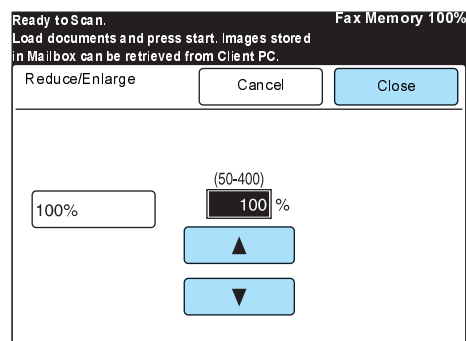 Ready to Scan.
Fax Memory 100%
Load documents and press start. Images stored
in Mailbox can be retrieved from Client PC.
Reduce/Enlarge
Cancel
Close
(50-400)
100%
100 %